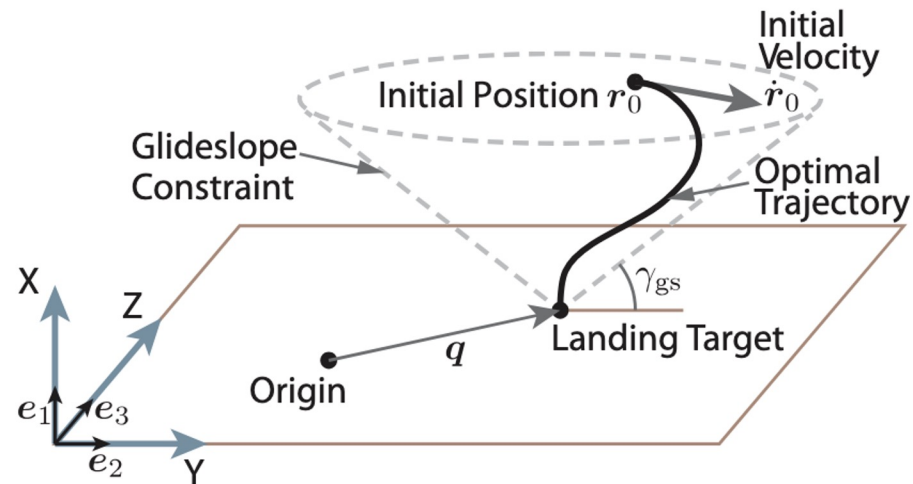 Initial
Velocity
Initial Position r₀
ṙ₀
Glideslope
Constraint
Optimal
Trajectory
X
Z
γgs
Landing Target
q
Origin
e₁
e₃
e₂
Y